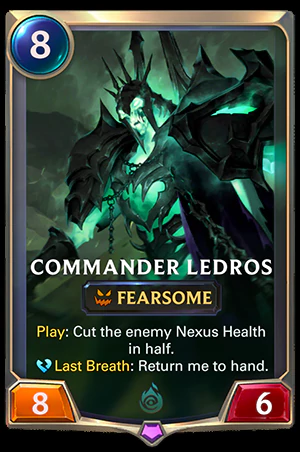 8
COMMANDER LEDROS
FEARSOME
Play: Cut the enemy Nexus Health
in half.
Last Breath: Return me to hand.
8
6